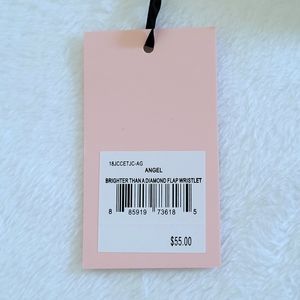 18JCCETJC-AG
ANGEL
BRIGHTER THAN A DIAMOND FLAP WRISTLET
8 85919 73618 5
$55.00